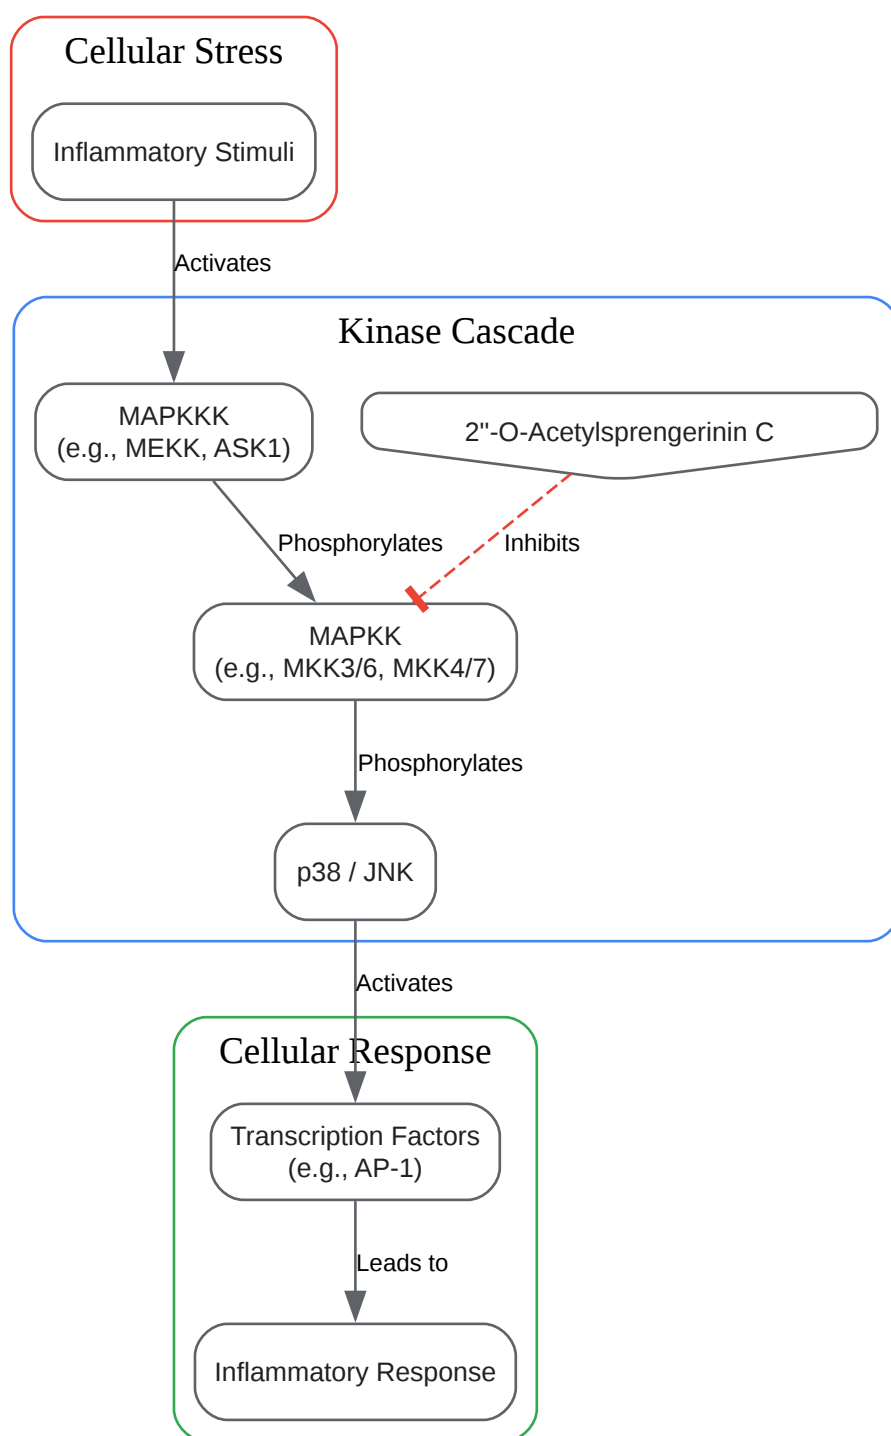 Cellular Stress
Inflammatory Stimuli
Activates
Kinase Cascade
MAPKKK
(e.g., MEKK, ASK1)
2"-O-Acetylsprengerinin C
Phosphorylates
Inhibits
MAPKK
(e.g., MKK3/6, MKK4/7)
Phosphorylates
p38 / JNK
Activates
Cellular Response
Transcription Factors
(e.g., AP-1)
Leads to
Inflammatory Response